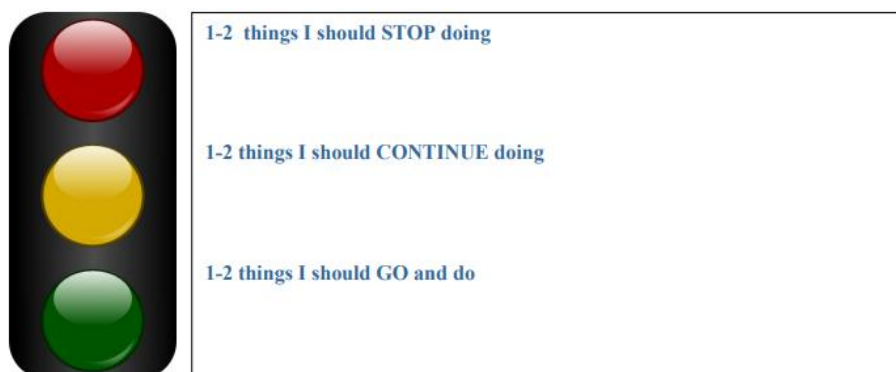 1-2 things I should STOP doing
1-2 things I should CONTINUE doing
1-2 things I should GO and do